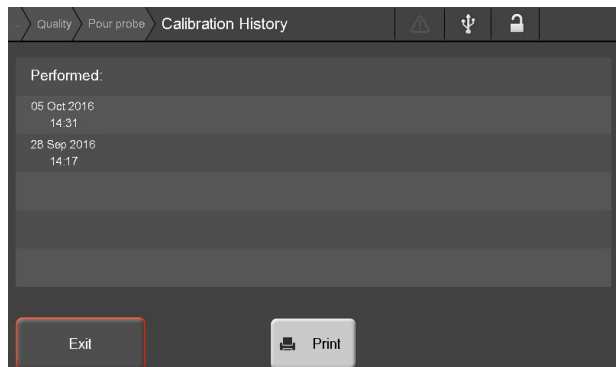 ... Quality Pour probe Calibration History
Performed:
05 Oct 2016
14:31
28 Sep 2016
14:17
Exit
Print